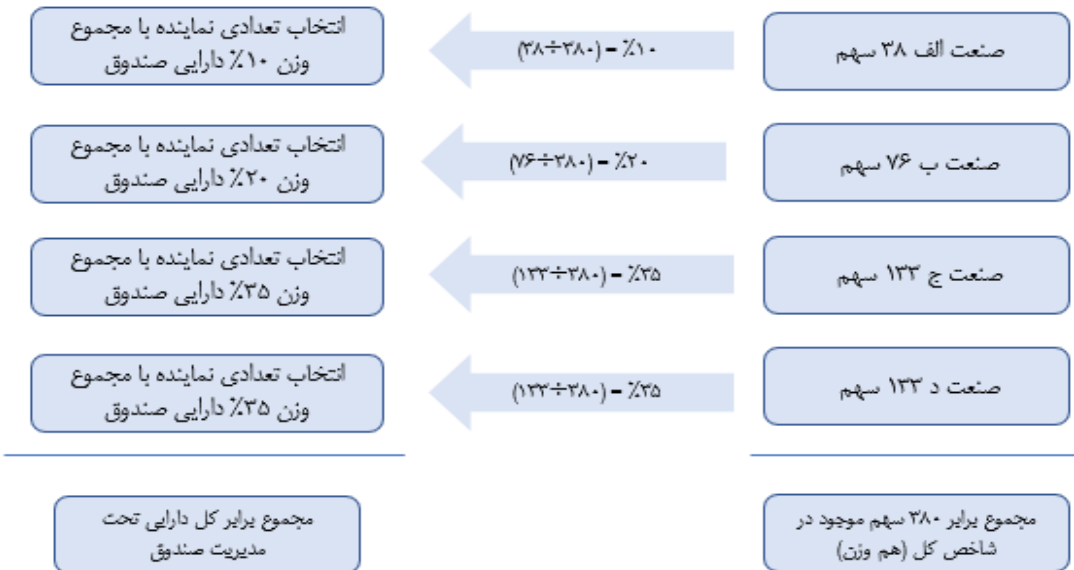 صنعت الف ۳۸ سهم
(۳۸÷۳۸۰) = ٪۱۰
انتخاب تعدادی نماینده با مجموع
وزن ۱۰٪ دارایی صندوق
صنعت ب ۷۶ سهم
(۷۶÷۳۸۰) = ٪۲۰
انتخاب تعدادی نماینده با مجموع
وزن ۲۰٪ دارایی صندوق
صنعت ج ۱۳۳ سهم
(۱۳۳÷۳۸۰) = ٪۳۵
انتخاب تعدادی نماینده با مجموع
وزن ۳۵٪ دارایی صندوق
صنعت د ۱۳۳ سهم
(۱۳۳÷۳۸۰) = ٪۳۵
انتخاب تعدادی نماینده با مجموع
وزن ۳۵٪ دارایی صندوق
مجموع برابر ۳۸۰ سهم موجود در
شاخص کل (هم وزن)
مجموع برابر کل دارایی تحت
مدیریت صندوق